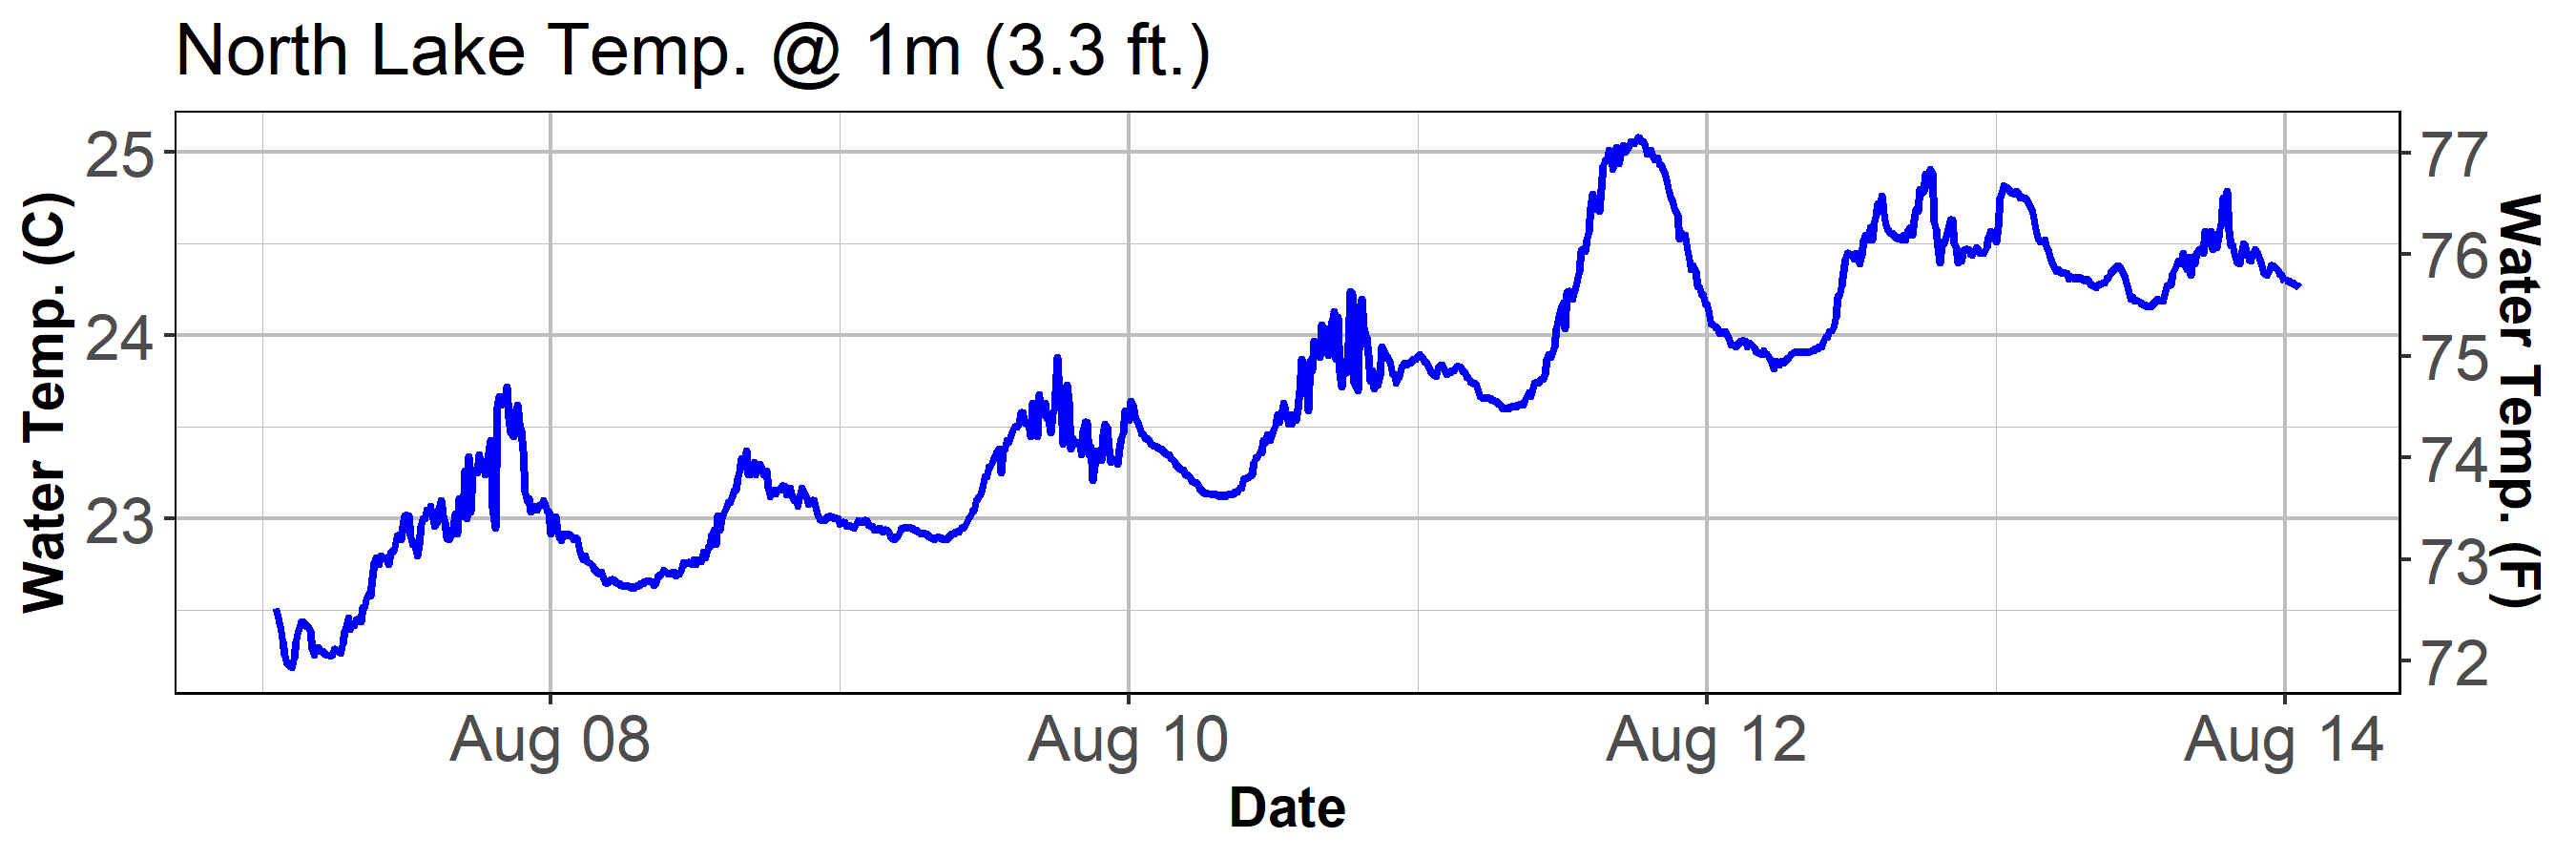 North Lake Temp. @ 1m (3.3 ft.)
Water Temp. (C)
25
24
23
77
76
75
74
73
72
Water Temp. (F)
Aug 08 Aug 10 Aug 12 Aug 14
Date